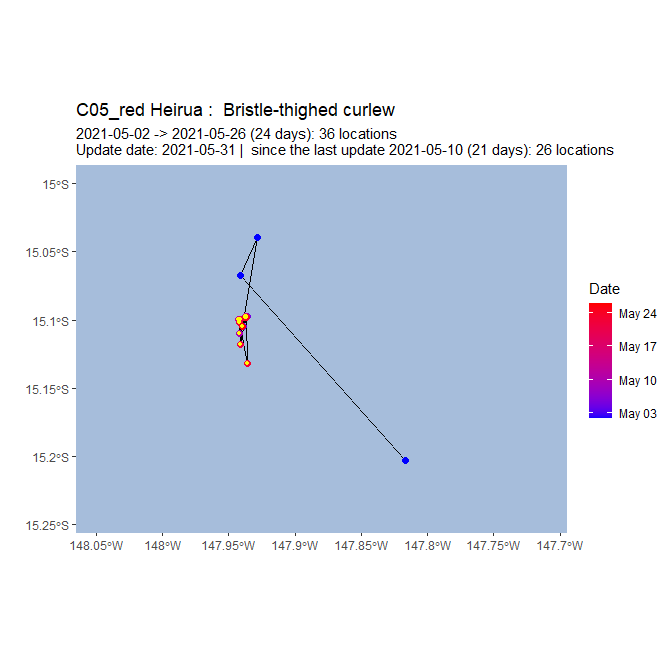 C05_red Heirua :  Bristle-thighed curlew
2021-05-02 -> 2021-05-26 (24 days): 36 locations
Update date: 2021-05-31 |  since the last update 2021-05-10 (21 days): 26 locations
15°S
15.05°S
15.1°S
15.15°S
15.2°S
15.25°S
148.05°W
148°W
147.95°W
147.9°W
147.85°W
147.8°W
147.75°W
147.7°W
Date
May 24
May 17
May 10
May 03